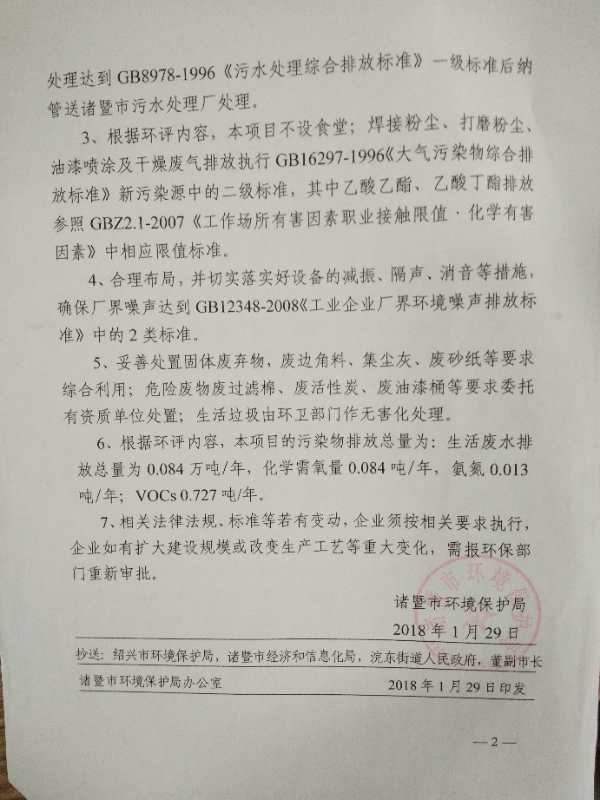 处理达到 GB8978-1996《污水处理综合排放标准》一级标准后纳
管送诸暨市污水处理厂处理。
3、根据环评内容，本项目不设食堂；焊接粉尘、打磨粉尘、
油漆喷涂及干燥废气排放执行 GB16297-1996《大气污染物综合排
放标准》新污染源中的二级标准，其中乙酸乙酯、乙酸丁酯排放
参照 GBZ2.1-2007《工作场所有害因素职业接触限值·化学有害
因素》中相应限值标准。
4、合理布局，并切实落实好设备的减振、隔声、消音等措施，
确保厂界噪声达到 GB12348-2008《工业企业厂界环境噪声排放标
准》中的 2 类标准。
5、妥善处置固体废弃物，废边角料、集尘灰、废砂纸等要求
综合利用；危险废物废过滤棉、废活性炭、废油漆桶等要求委托
有资质单位处置；生活垃圾由环卫部门作无害化处理。
6、根据环评内容，本项目的污染物排放总量为：生活废水排
放总量为 0.084 万吨/年，化学需氧量 0.084 吨/年，氨氮 0.013
吨/年；VOCs 0.727 吨/年。
7、相关法律法规、标准等若有变动，企业须按相关要求执行，
企业如有扩大建设规模或改变生产工艺等重大变化，需报环保部
门重新审批。
诸暨市环境保护局
2018 年 1 月 29 日
抄送：绍兴市环境保护局，诸暨市经济和信息化局，浣东街道人民政府，董副市长
诸暨市环境保护局办公室 2018 年 1 月 29 日印发
—2—